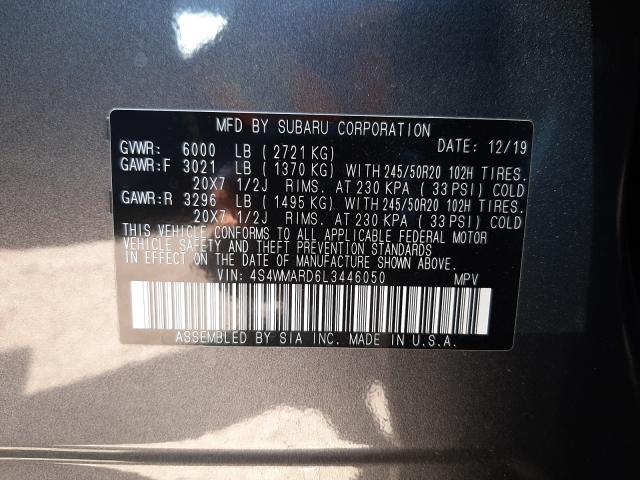 MFD BY SUBARU CORPORATION DATE: 12/19
GVWR: 6000 LB ( 2721 KG)
GAWR:F 3021 LB ( 1370 KG) WITH 245/50R20 102H TIRES.
20X7 1/2J RIMS. AT 230 KPA ( 33 PSI) COLD
GAWR:R 3296 LB ( 1495 KG) WITH 245/50R20 102H TIRES.
20X7 1/2J RIMS. AT 230 KPA ( 33 PSI) COLD
THIS VEHICLE CONFORMS TO ALL APPLICABLE FEDERAL MOTOR
VEHICLE SAFETY AND THEFT PREVENTION STANDARDS
IN EFFECT ON THE DATE OF MANUFACTURE SHOWN ABOVE.
VIN: 4S4WMARD6L3446050 MPV
ASSEMBLED BY SIA INC. MADE IN U.S.A.